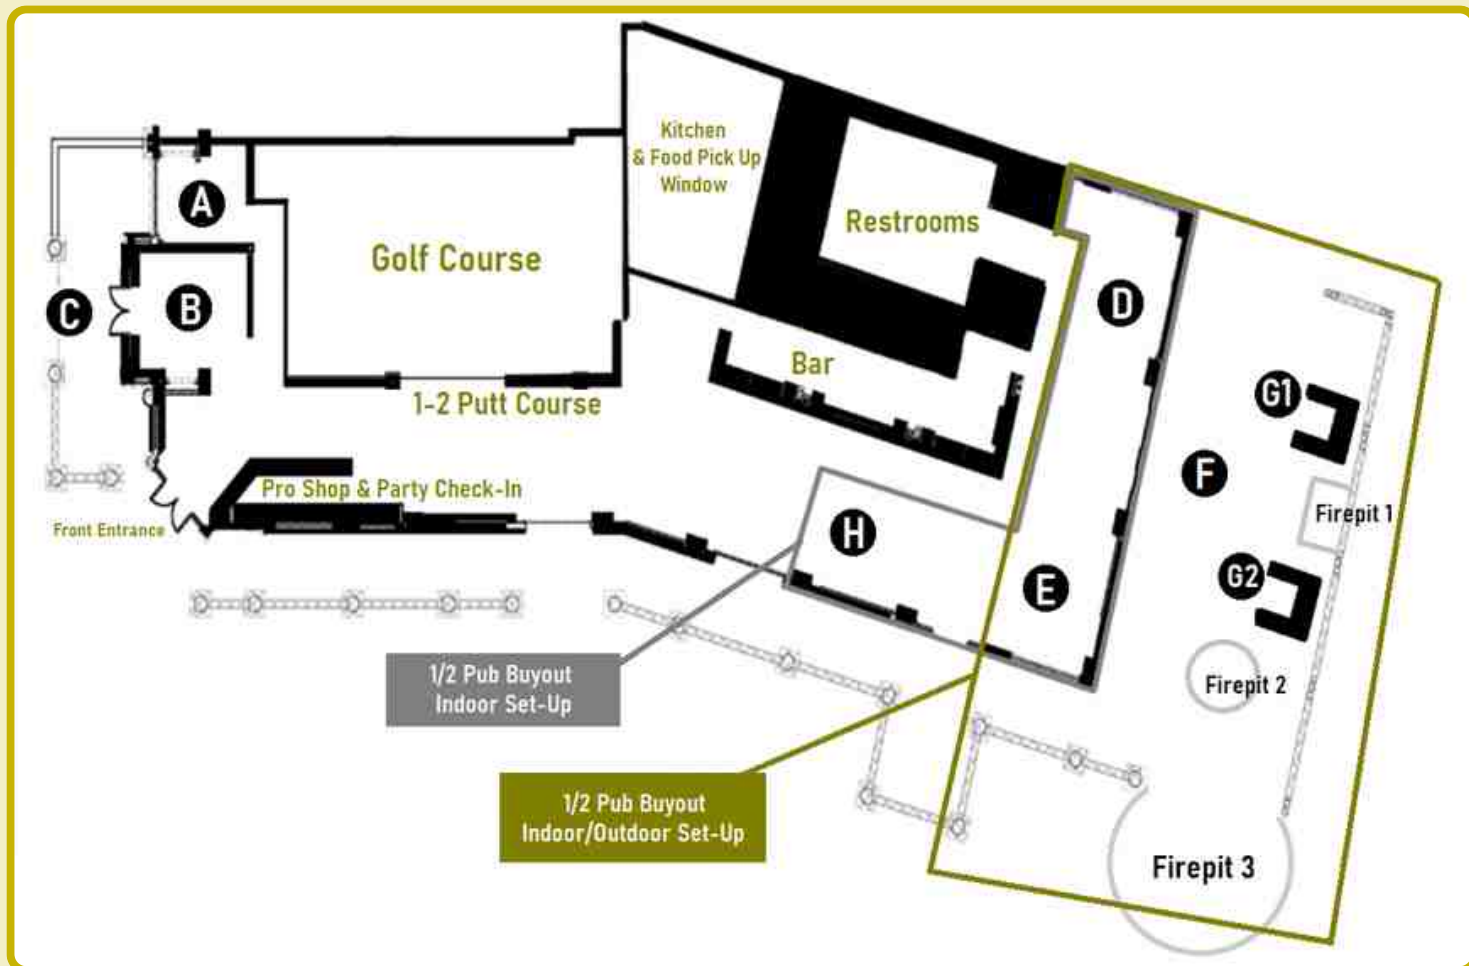 Kitchen
& Food Pick Up
Window
A
Restrooms
Golf Course
D
C
B
Bar
G1
1-2 Putt Course
F
Pro Shop & Party Check-In
Firepit 1
Front Entrance
H
G2
E
1/2 Pub Buyout
Indoor Set-Up
Firepit 2
1/2 Pub Buyout
Indoor/Outdoor Set-Up
Firepit 3